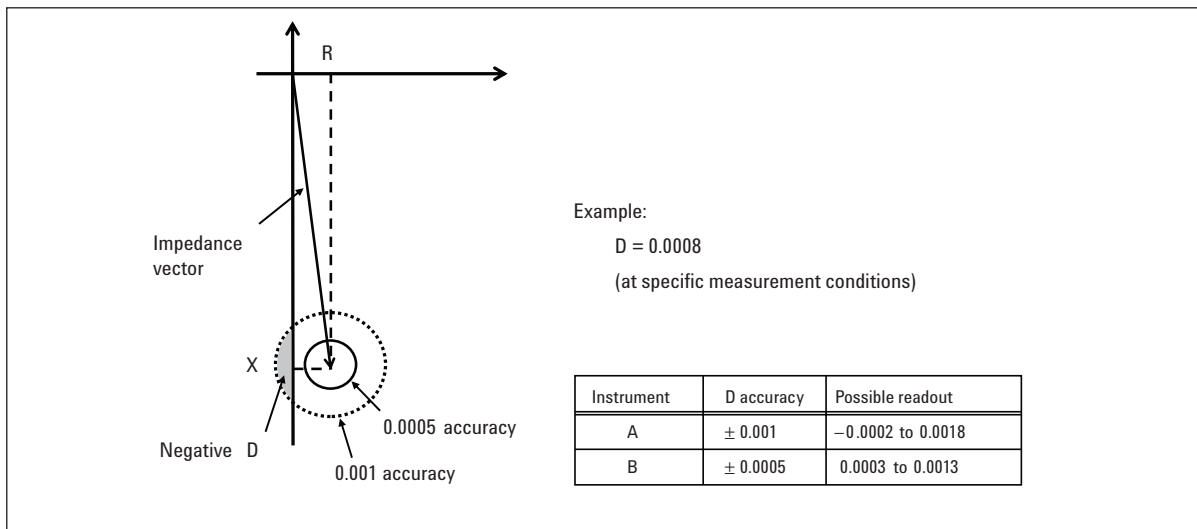 R
Impedance
vector
X
Negative D
0.0005 accuracy
0.001 accuracy
Example:
D = 0.0008
(at specific measurement conditions)
Instrument D accuracy Possible readout
A ± 0.001 −0.0002 to 0.0018
B ± 0.0005 0.0003 to 0.0013